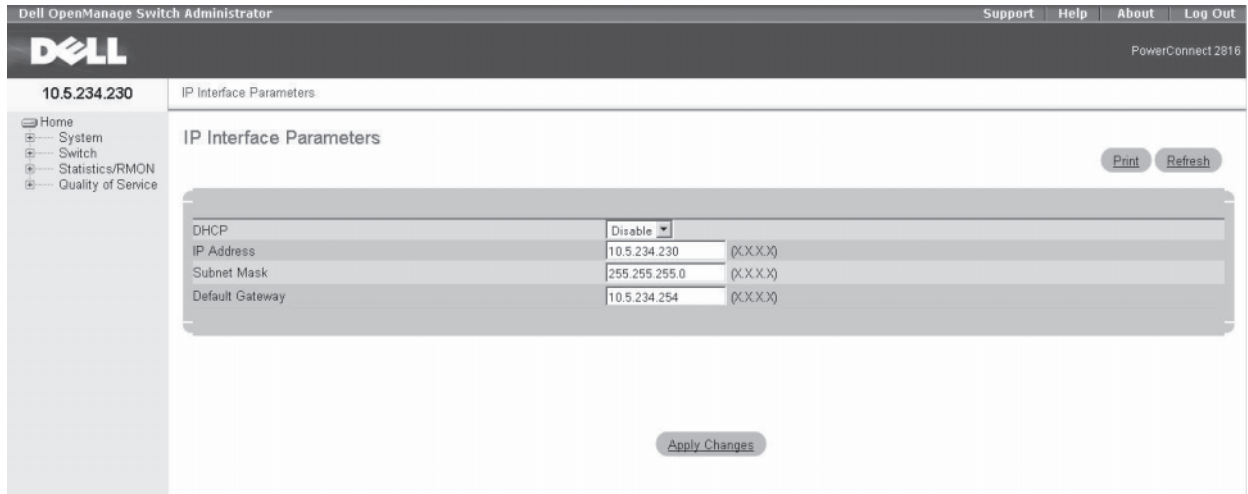 Dell OpenManage Switch Administrator
Support Help About Log Out
DELL
PowerConnect 2816
10.5.234.230
IP Interface Parameters
Home
System
Switch
Statistics/RMON
Quality of Service
IP Interface Parameters
Print Refresh
DHCP Disable
IP Address 10.5.234.230 (X.X.X.X)
Subnet Mask 255.255.255.0 (X.X.X.X)
Default Gateway 10.5.234.254 (X.X.X.X)
Apply Changes